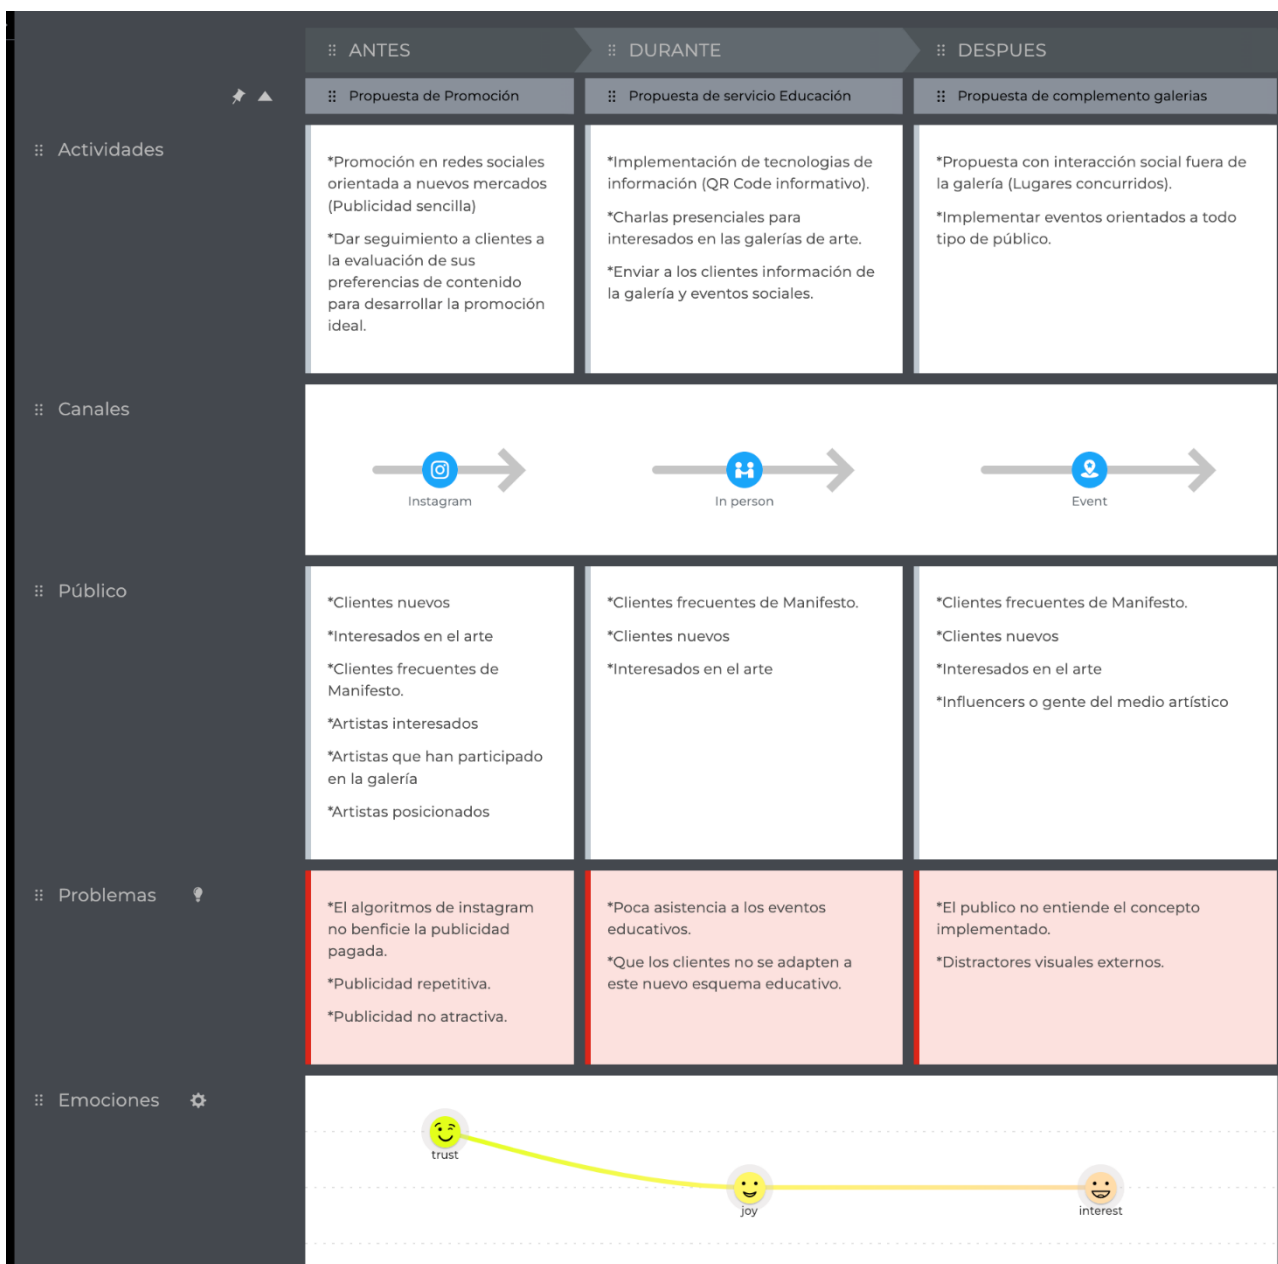 ANTES
DURANTE
DESPUES
Propuesta de Promoción
Propuesta de servicio Educación
Propuesta de complemento galerias
Actividades
*Promoción en redes sociales
orientada a nuevos mercados
(Publicidad sencilla)
*Dar seguimiento a clientes a
la evaluación de sus
preferencias de contenido
para desarrollar la promoción
ideal.
*Implementación de tecnologias de
información (QR Code informativo).
*Charlas presenciales para
interesados en las galerías de arte.
*Enviar a los clientes información de
la galería y eventos sociales.
*Propuesta con interacción social fuera de
la galería (Lugares concurridos).
*Implementar eventos orientados a todo
tipo de público.
Canales
Instagram
In person
Event
Público
*Clientes nuevos
*Interesados en el arte
*Clientes frecuentes de
Manifesto.
*Artistas interesados
*Artistas que han participado
en la galería
*Artistas posicionados
*Clientes frecuentes de Manifesto.
*Clientes nuevos
*Interesados en el arte
*Clientes frecuentes de Manifesto.
*Clientes nuevos
*Interesados en el arte
*Influencers o gente del medio artístico
Problemas
*El algoritmos de instagram
no benficie la publicidad
pagada.
*Publicidad repetitiva.
*Publicidad no atractiva.
*Poca asistencia a los eventos
educativos.
*Que los clientes no se adapten a
este nuevo esquema educativo.
*El publico no entiende el concepto
implementado.
*Distractores visuales externos.
Emociones
trust
joy
interest